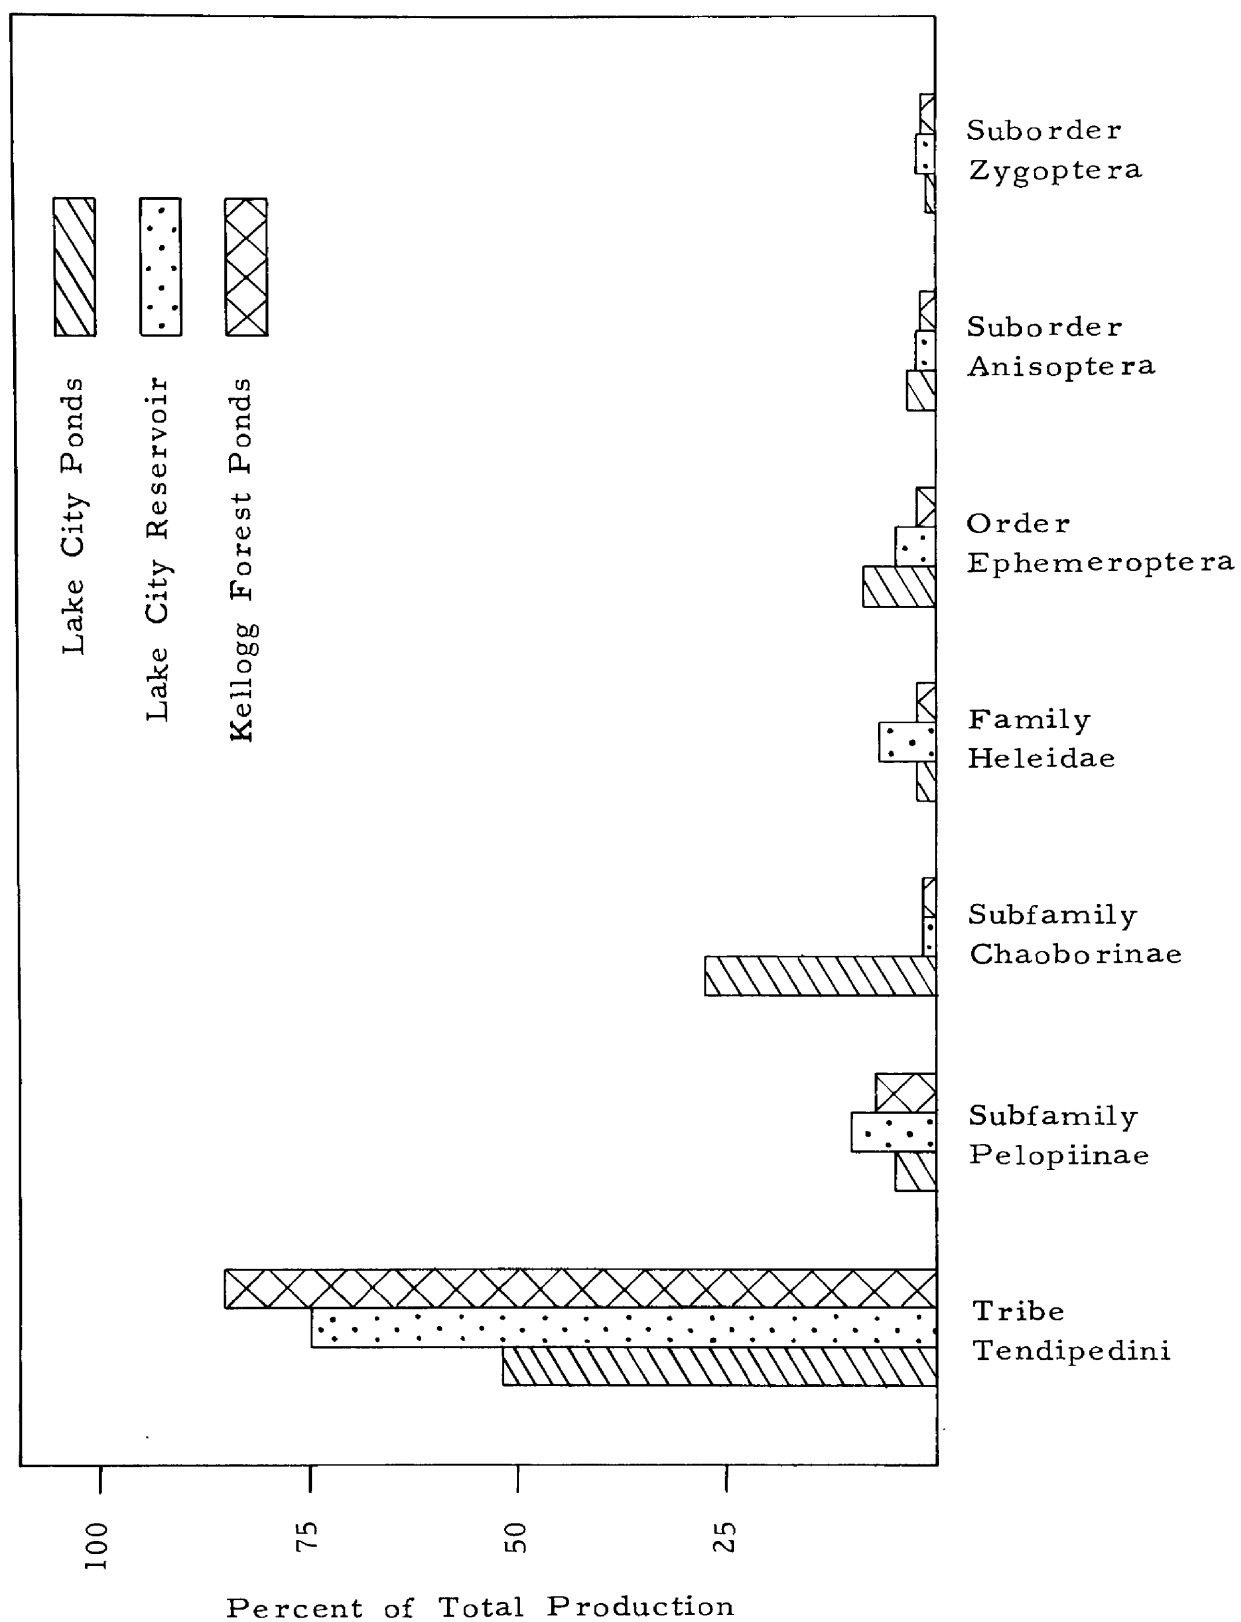 Lake City Ponds
Lake City Reservoir
Kellogg Forest Ponds
Suborder
Zygoptera
Suborder
Anisoptera
Order
Ephemeroptera
Family
Heleidae
Subfamily
Chaoborinae
Subfamily
Pelopiinae
Tribe
Tendipedini
100
75
50
25
Percent of Total Production